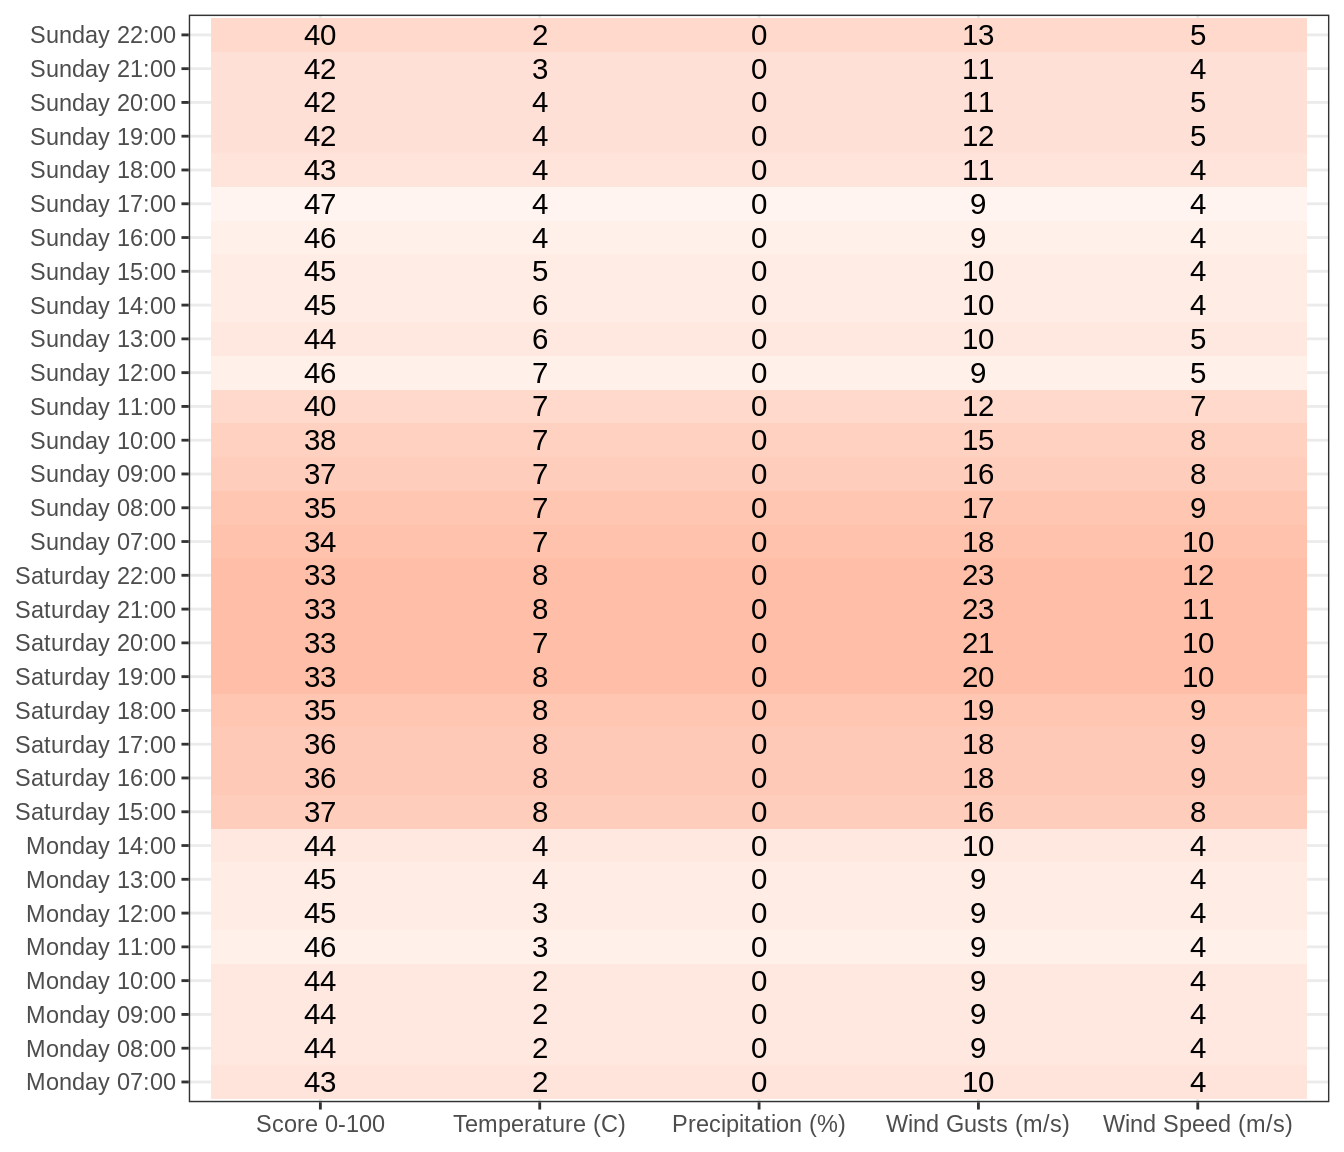 Sunday 22:00 40 2 0 13 5
Sunday 21:00 42 3 0 11 4
Sunday 20:00 42 4 0 11 5
Sunday 19:00 42 4 0 12 5
Sunday 18:00 43 4 0 11 4
Sunday 17:00 47 4 0 9 4
Sunday 16:00 46 4 0 9 4
Sunday 15:00 45 5 0 10 4
Sunday 14:00 45 6 0 10 4
Sunday 13:00 44 6 0 10 5
Sunday 12:00 46 7 0 9 5
Sunday 11:00 40 7 0 12 7
Sunday 10:00 38 7 0 15 8
Sunday 09:00 37 7 0 16 8
Sunday 08:00 35 7 0 17 9
Sunday 07:00 34 7 0 18 10
Saturday 22:00 33 8 0 23 12
Saturday 21:00 33 8 0 23 11
Saturday 20:00 33 7 0 21 10
Saturday 19:00 33 8 0 20 10
Saturday 18:00 35 8 0 19 9
Saturday 17:00 36 8 0 18 9
Saturday 16:00 36 8 0 18 9
Saturday 15:00 37 8 0 16 8
Monday 14:00 44 4 0 10 4
Monday 13:00 45 4 0 9 4
Monday 12:00 45 3 0 9 4
Monday 11:00 46 3 0 9 4
Monday 10:00 44 2 0 9 4
Monday 09:00 44 2 0 9 4
Monday 08:00 44 2 0 9 4
Monday 07:00 43 2 0 10 4
Score 0-100 Temperature (C) Precipitation (%) Wind Gusts (m/s) Wind Speed (m/s)